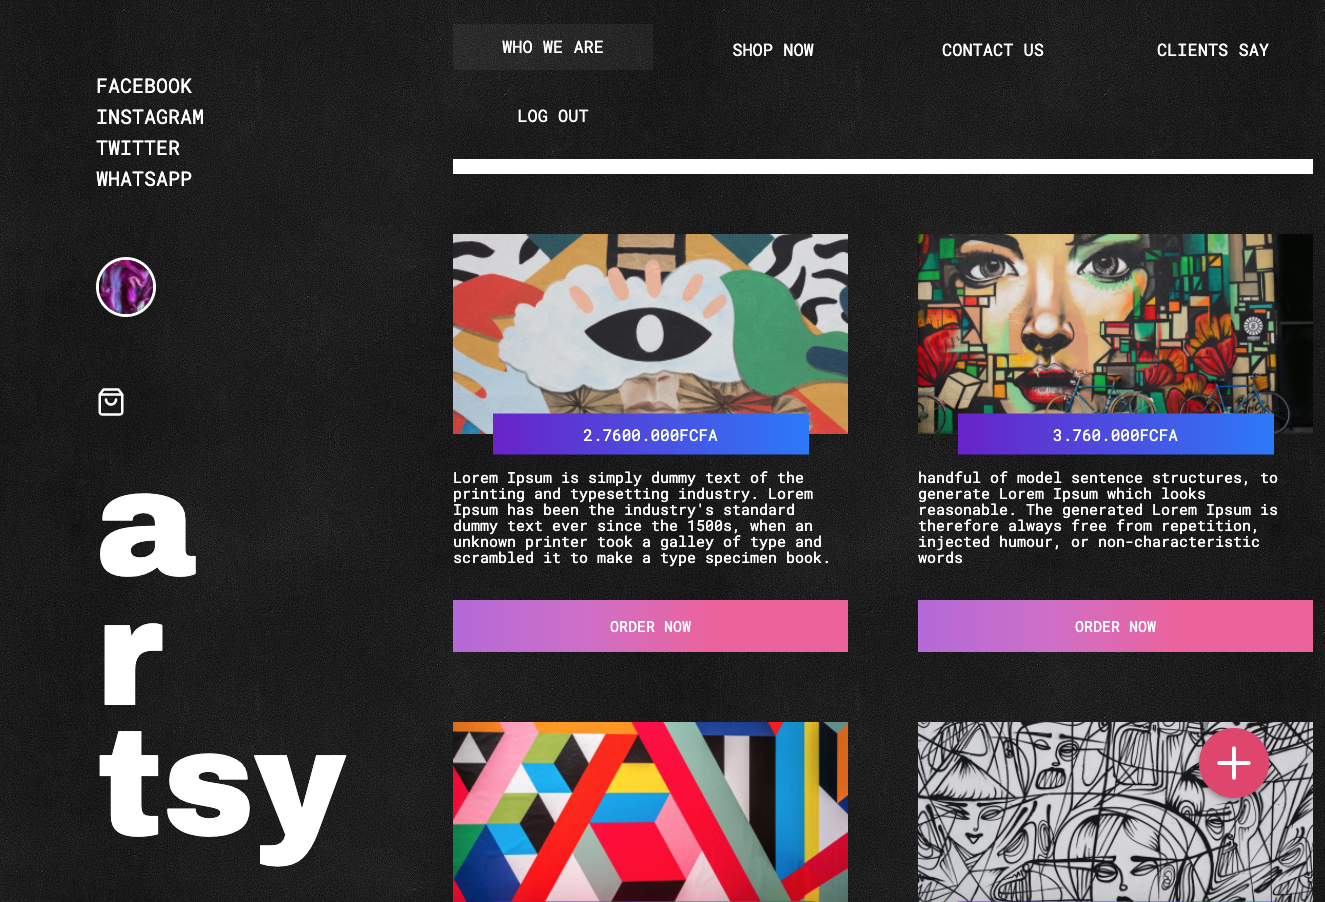 WHO WE ARE
SHOP NOW
CONTACT US
CLIENTS SAY
LOG OUT
FACEBOOK
INSTAGRAM
TWITTER
WHATSAPP
a
r
tsy
2.7600.000FCFA
Lorem Ipsum is simply dummy text of the
printing and typesetting industry. Lorem
Ipsum has been the industry's standard
dummy text ever since the 1500s, when an
unknown printer took a galley of type and
scrambled it to make a type specimen book.
ORDER NOW
3.760.000FCFA
handful of model sentence structures, to
generate Lorem Ipsum which looks
reasonable. The generated Lorem Ipsum is
therefore always free from repetition,
injected humour, or non-characteristic
words
ORDER NOW